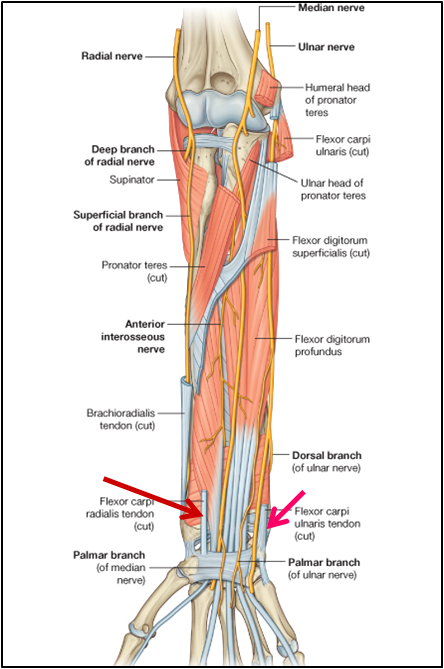 Median nerve
Radial nerve
Ulnar nerve
Humeral head
of pronator
teres
Flexor carpi
ulnaris (cut)
Deep branch
of radial nerve
Supinator
Ulnar head of
pronator teres
Superficial branch
of radial nerve
Flexor digitorum
superficialis (cut)
Pronator teres
(cut)
Anterior
interosseous
nerve
Flexor digitorum
profundus
Brachioradialis
tendon (cut)
Dorsal branch
(of ulnar nerve)
Flexor carpi
radialis tendon
(cut)
Flexor carpi
ulnaris tendon
(cut)
Palmar branch
(of median
nerve)
Palmar branch
(of ulnar nerve)